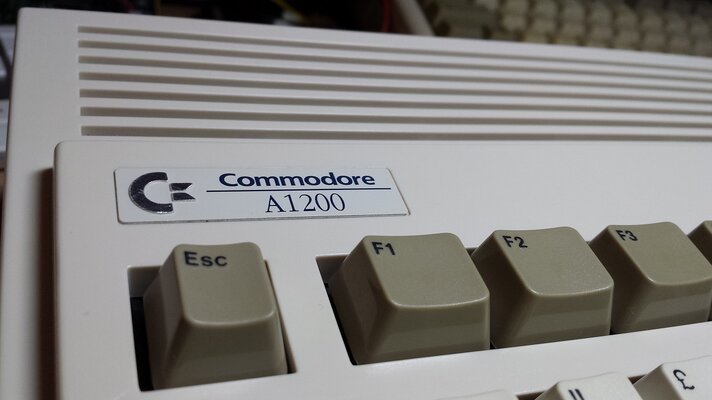 Commodore
A1200
Esc
F1
F2
F3
"
£